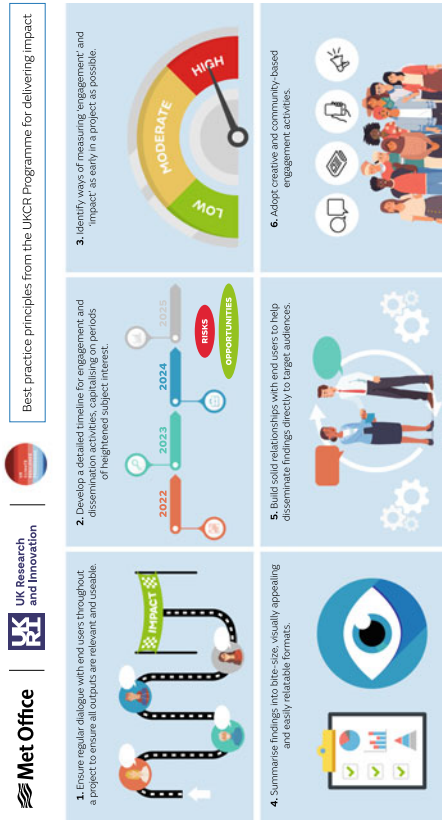 Met Office
UK
RI
UK Research
and Innovation
Best practice principles from the UKCR Programme for delivering impact
1. Ensure regular dialogue with end users throughout
a project to ensure all outputs are relevant and useable.
IMPACT
2. Develop a detailed timeline for engagement and
dissemination activities, capitalising on periods
of heightened subject interest.
2022
2023
2024
2025
RISKS
OPPORTUNITIES
3. Identify ways of measuring 'engagement' and
'impact' as early in a project as possible.
LOW
MODERATE
HIGH
4. Summarise findings into bite-size, visually appealing
and easily relatable formats.
5. Build solid relationships with end users to help
disseminate findings directly to target audiences.
6. Adopt creative and community-based
engagement activities.